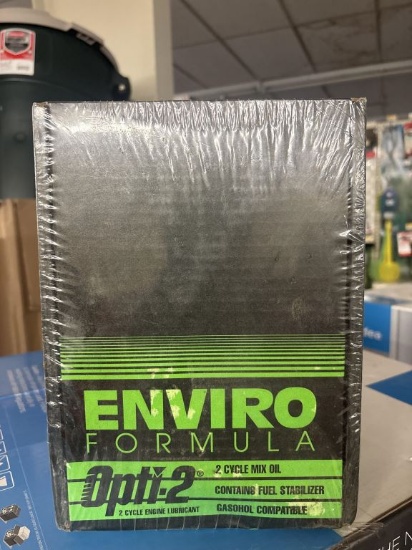 ENVIRO
FORMULA
Opti-2®
2 CYCLE ENGINE LUBRICANT
2 CYCLE MIX OIL
CONTAINS FUEL STABILIZER
GASOHOL COMPATIBLE